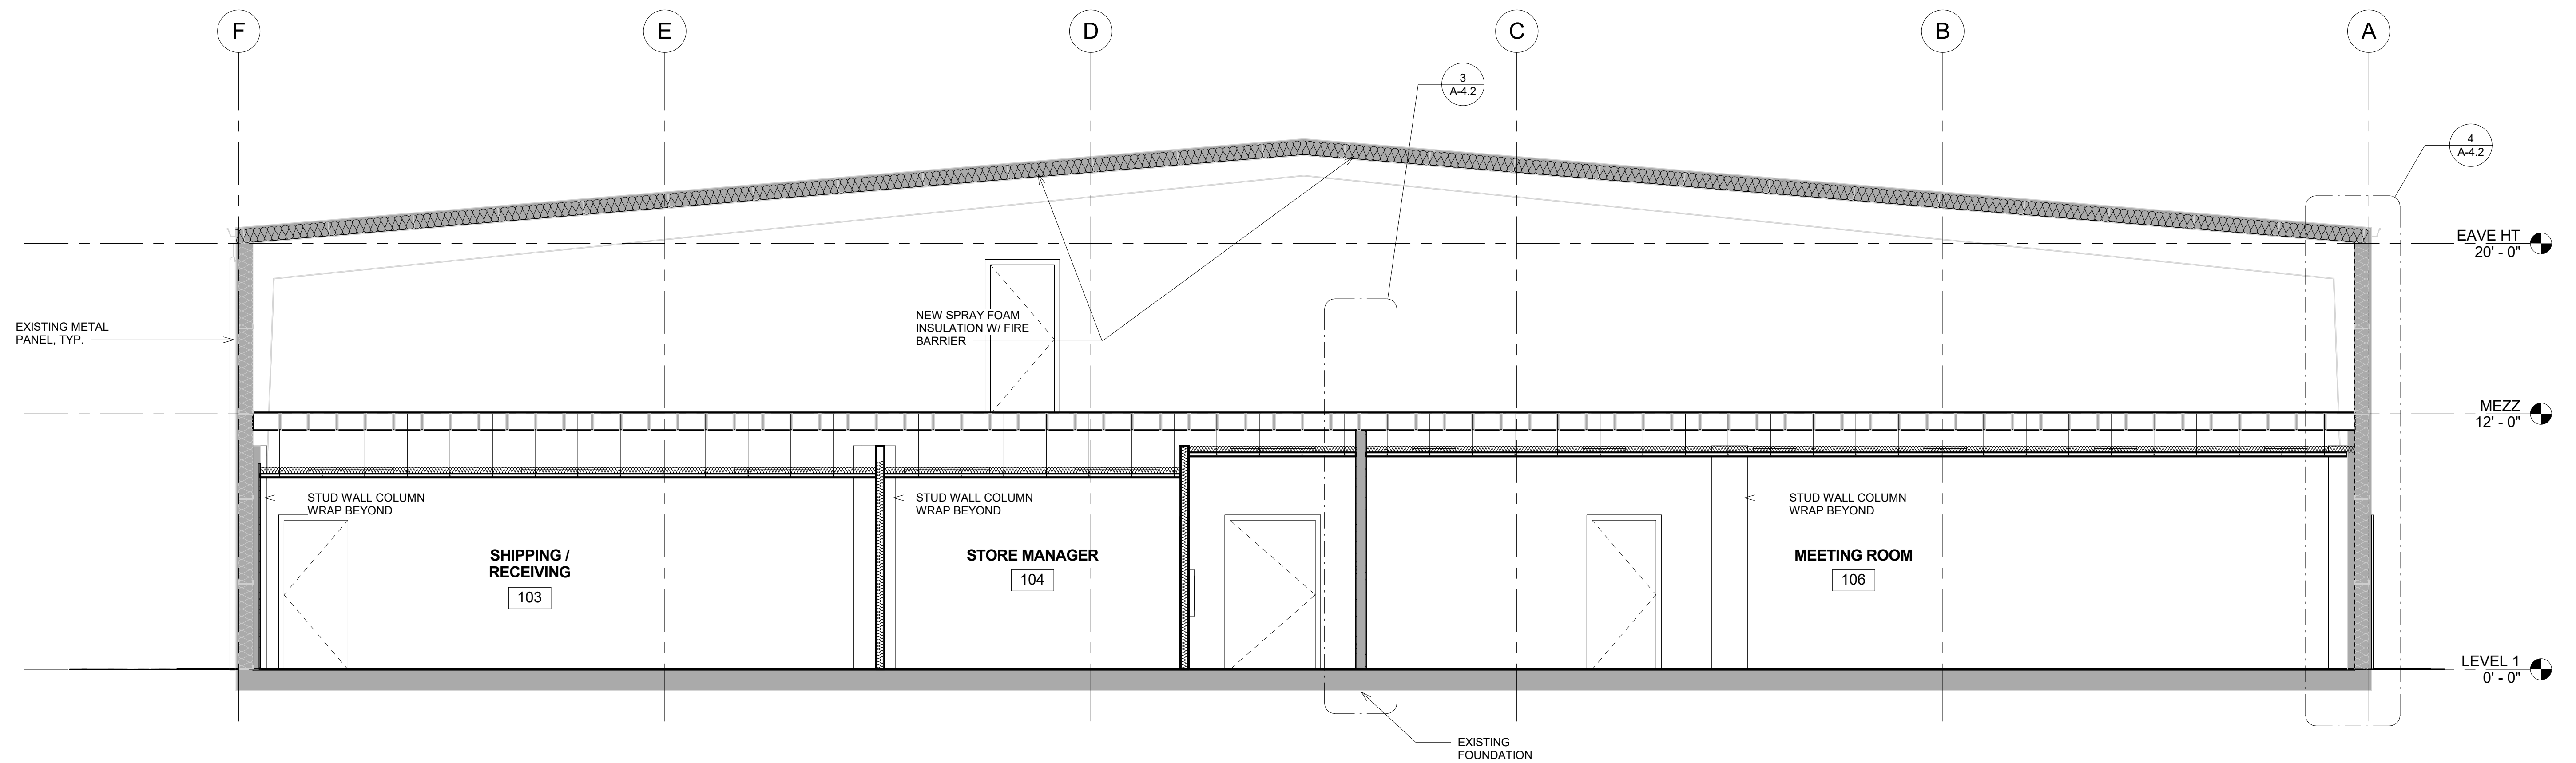 F
E
D
C
B
A
3
A-4.2
4
A-4.2
EAVE HT
20' - 0"
EXISTING METAL
PANEL, TYP.
NEW SPRAY FOAM
INSULATION W/ FIRE
BARRIER
MEZZ
12' - 0"
STUD WALL COLUMN
WRAP BEYOND
STUD WALL COLUMN
WRAP BEYOND
STUD WALL COLUMN
WRAP BEYOND
SHIPPING /
RECEIVING
103
STORE MANAGER
104
MEETING ROOM
106
LEVEL 1
0' - 0"
EXISTING
FOUNDATION